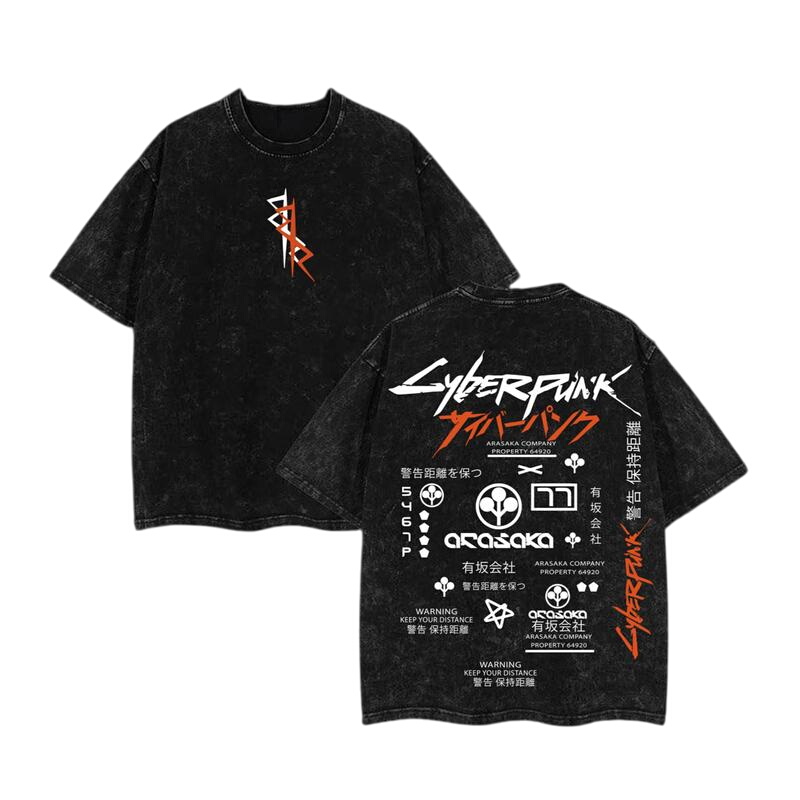 CYBERPUNK
サイバーパンク
ARASAKA COMPANY
PROPERTY 64920
警告距離を保つ
5
4
6
7
P
77
有坂会社
警告 保持距離
arasaka
有坂会社
ARASAKA COMPANY
PROPERTY 64920
警告距離を保つ
CYBERPUNK
WARNING
KEEP YOUR DISTANCE
警告 保持距離
arasaka
有坂会社
ARASAKA COMPANY
PROPERTY 64920
WARNING
KEEP YOUR DISTANCE
警告 保持距離